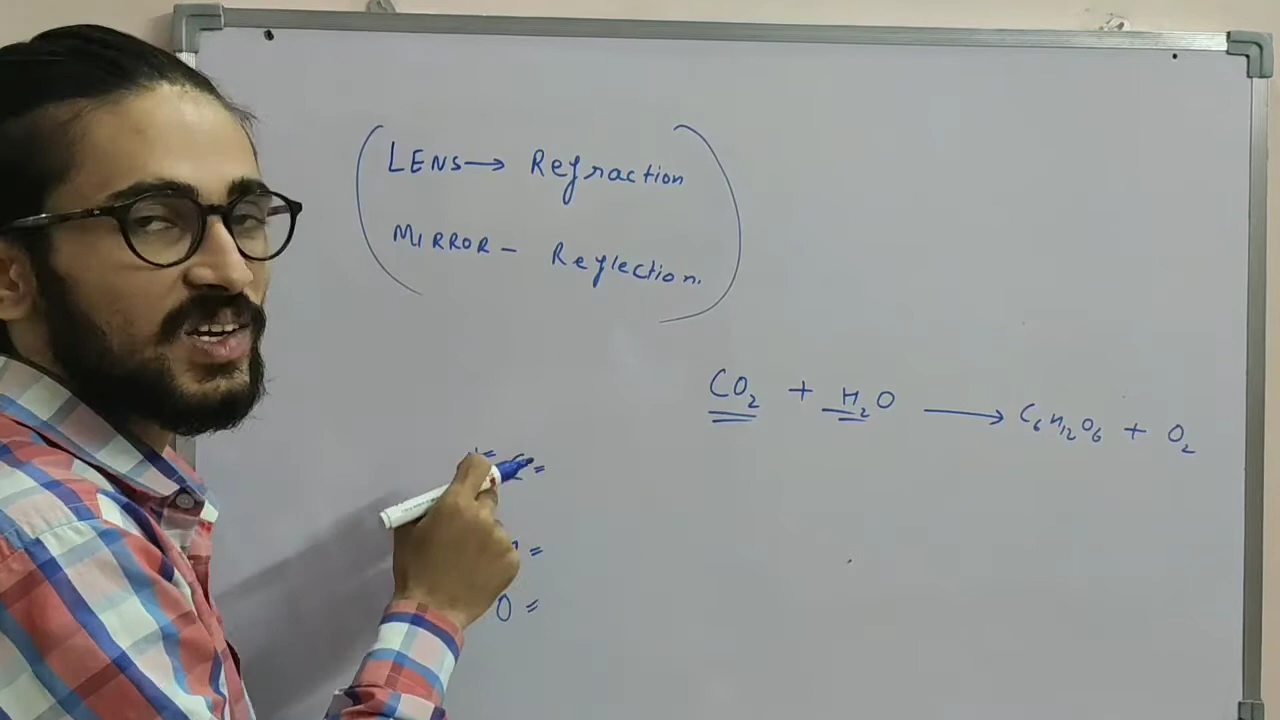 LENS → Refraction
MIRROR - Reflection.
CO₂ + H₂O → C₆H₁₂O₆ + O₂
=
=
O =